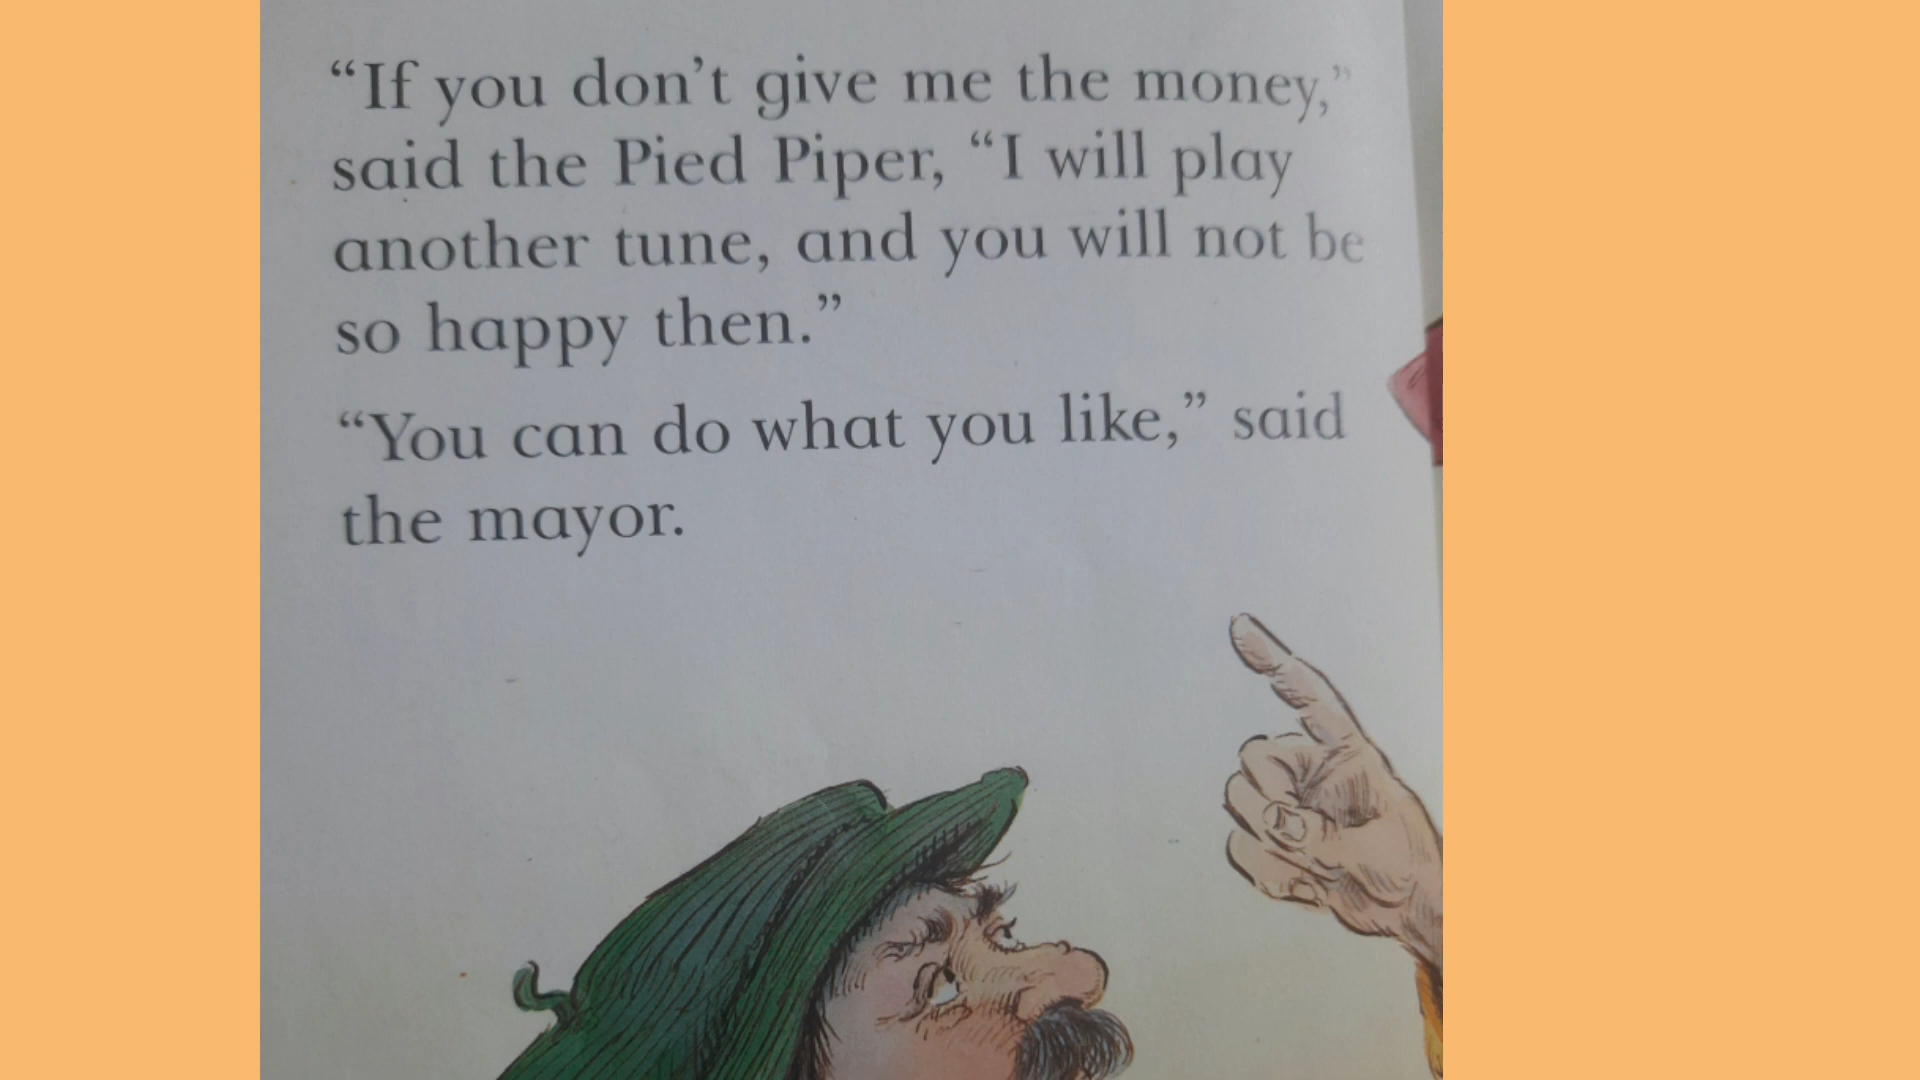 “If you don’t give me the money,”
said the Pied Piper, “I will play
another tune, and you will not be
so happy then.”
“You can do what you like,” said
the mayor.